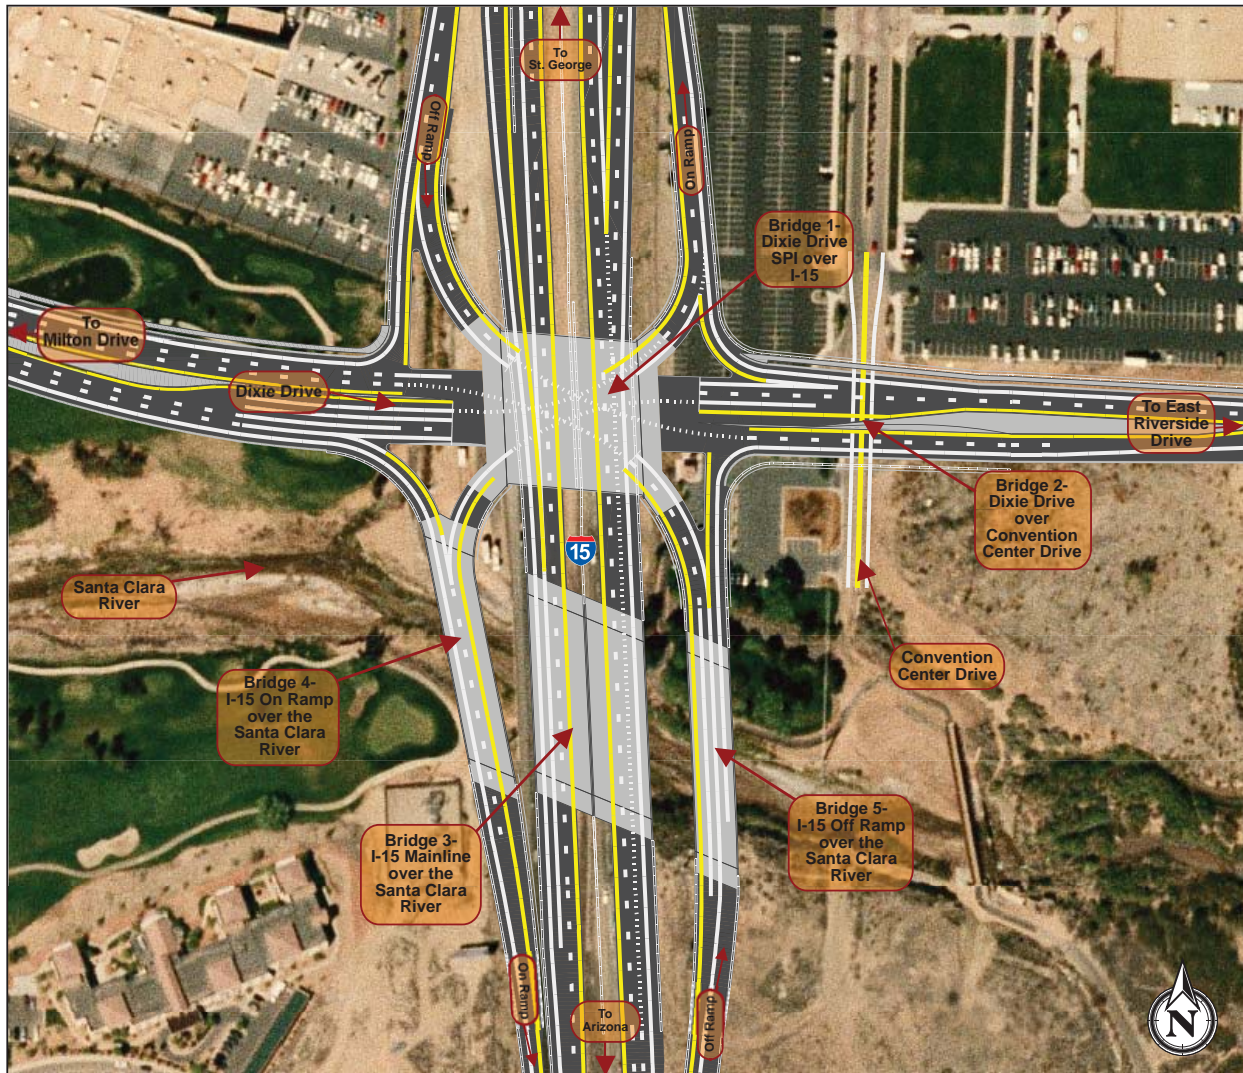 To
St. George
Off Ramp
On Ramp
Bridge 1-
Dixie Drive
SPI over
I-15
To
Milton Drive
Dixie Drive
To East
Riverside
Drive
Bridge 2-
Dixie Drive
over
Convention
Center Drive
15
Santa Clara
River
Convention
Center Drive
Bridge 4-
I-15 On Ramp
over the
Santa Clara
River
Bridge 3-
I-15 Mainline
over the
Santa Clara
River
Bridge 5-
I-15 Off Ramp
over the
Santa Clara
River
On Ramp
To
Arizona
Off Ramp
N